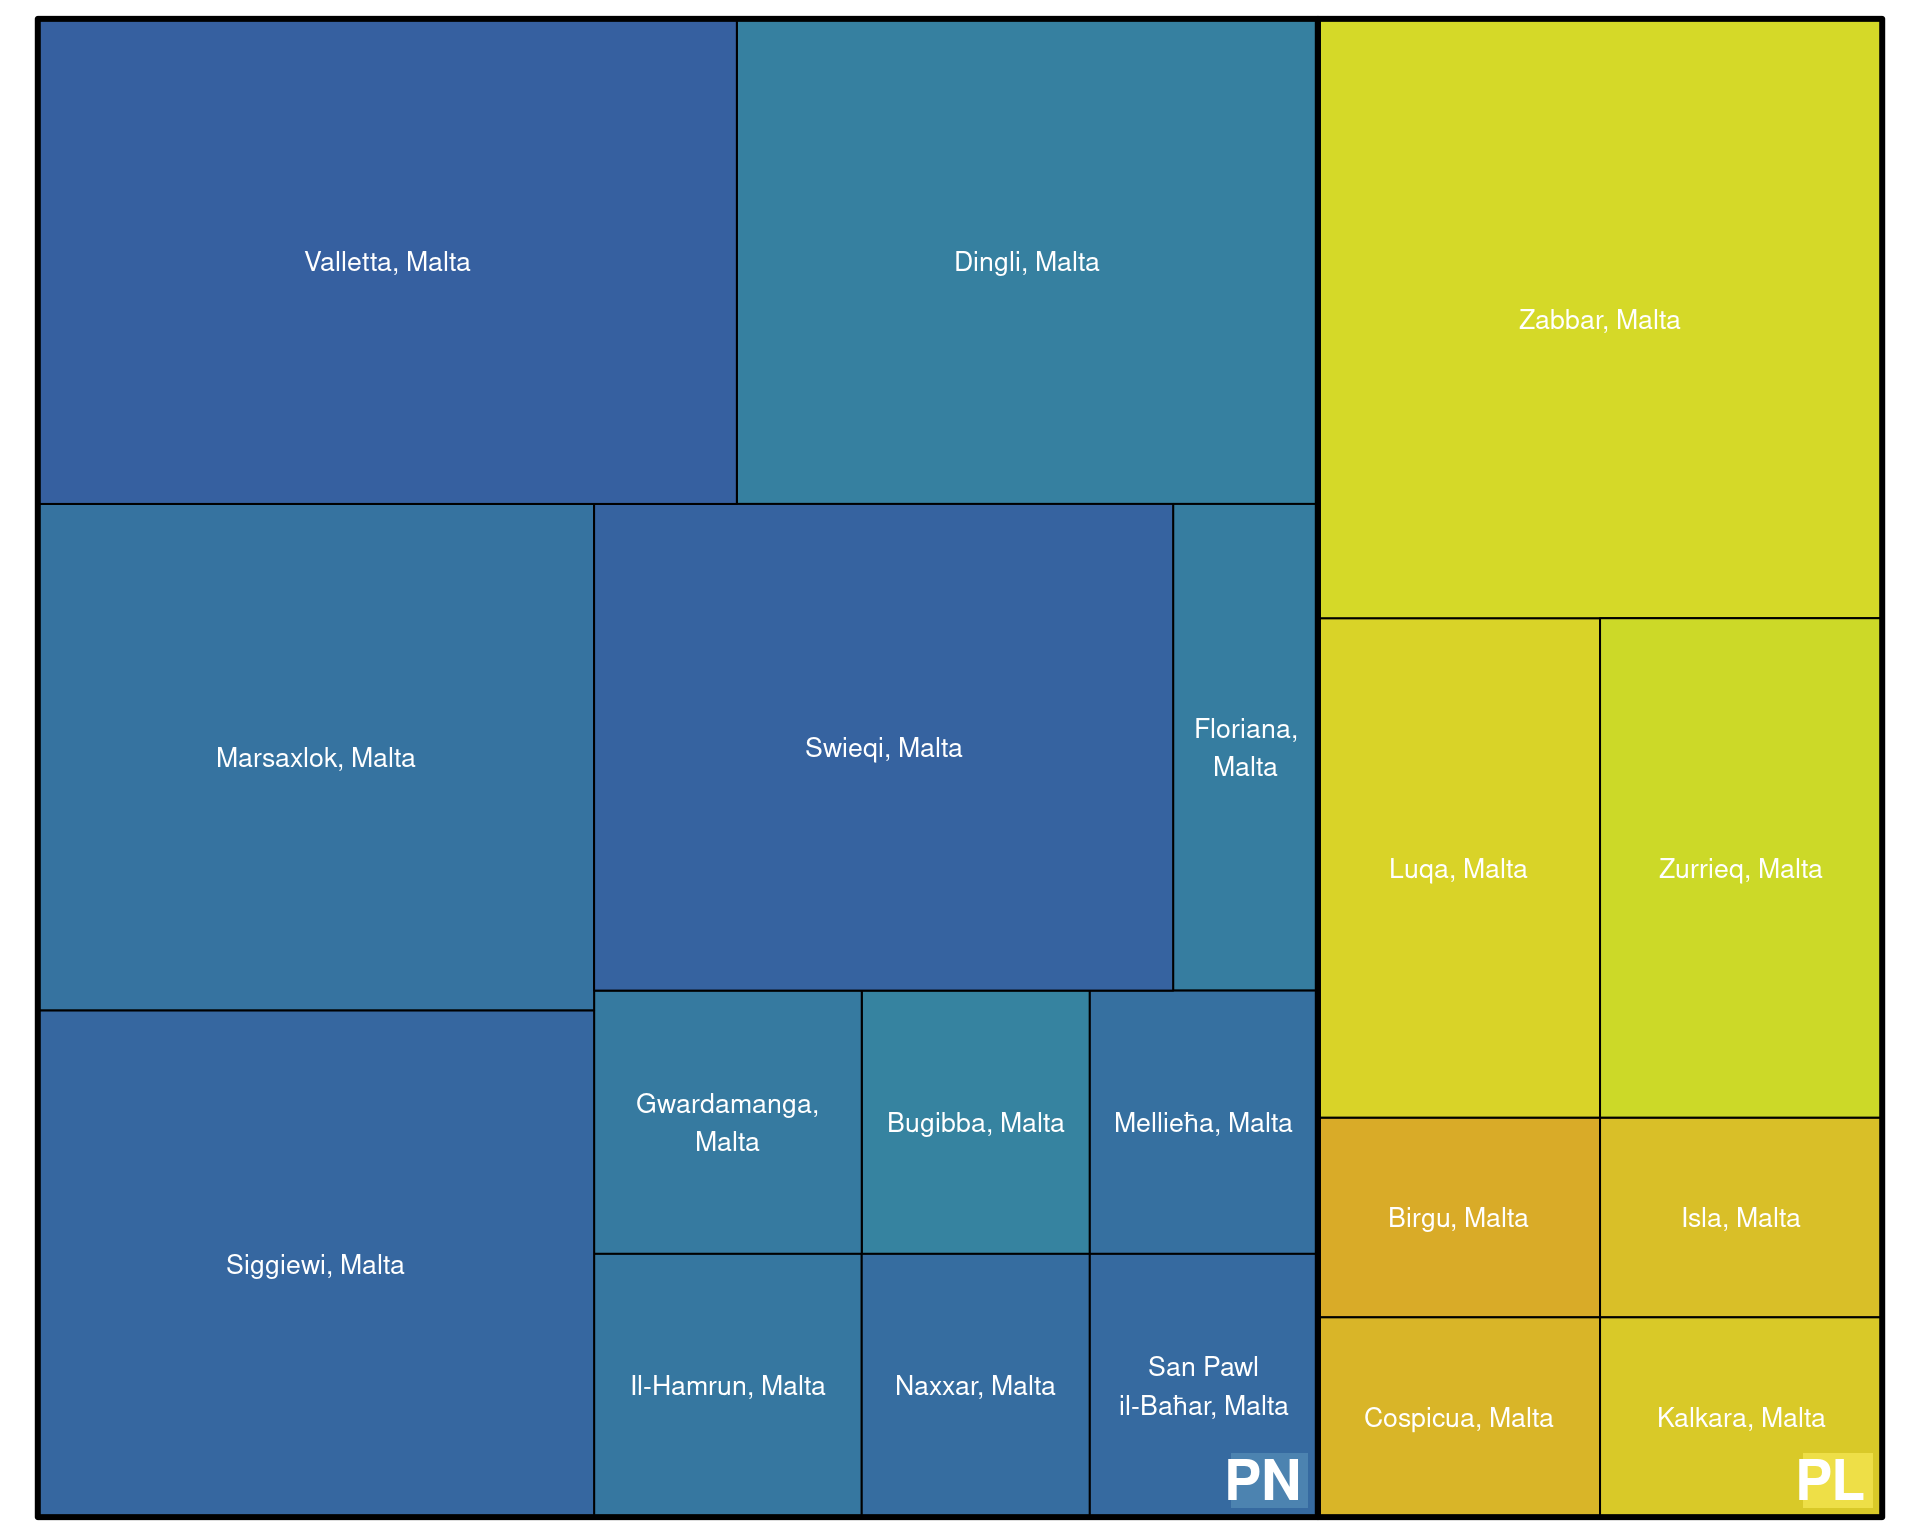 Valletta, Malta
Dingli, Malta
Zabbar, Malta
Marsaxlok, Malta
Swieqi, Malta
Floriana,
Malta
Luqa, Malta
Zurrieq, Malta
Siggiewi, Malta
Gwardamanga,
Malta
Bugibba, Malta
Mellieħa, Malta
Birgu, Malta
Isla, Malta
Il-Hamrun, Malta
Naxxar, Malta
San Pawl
il-Baħar, Malta
Cospicua, Malta
Kalkara, Malta
PN
PL